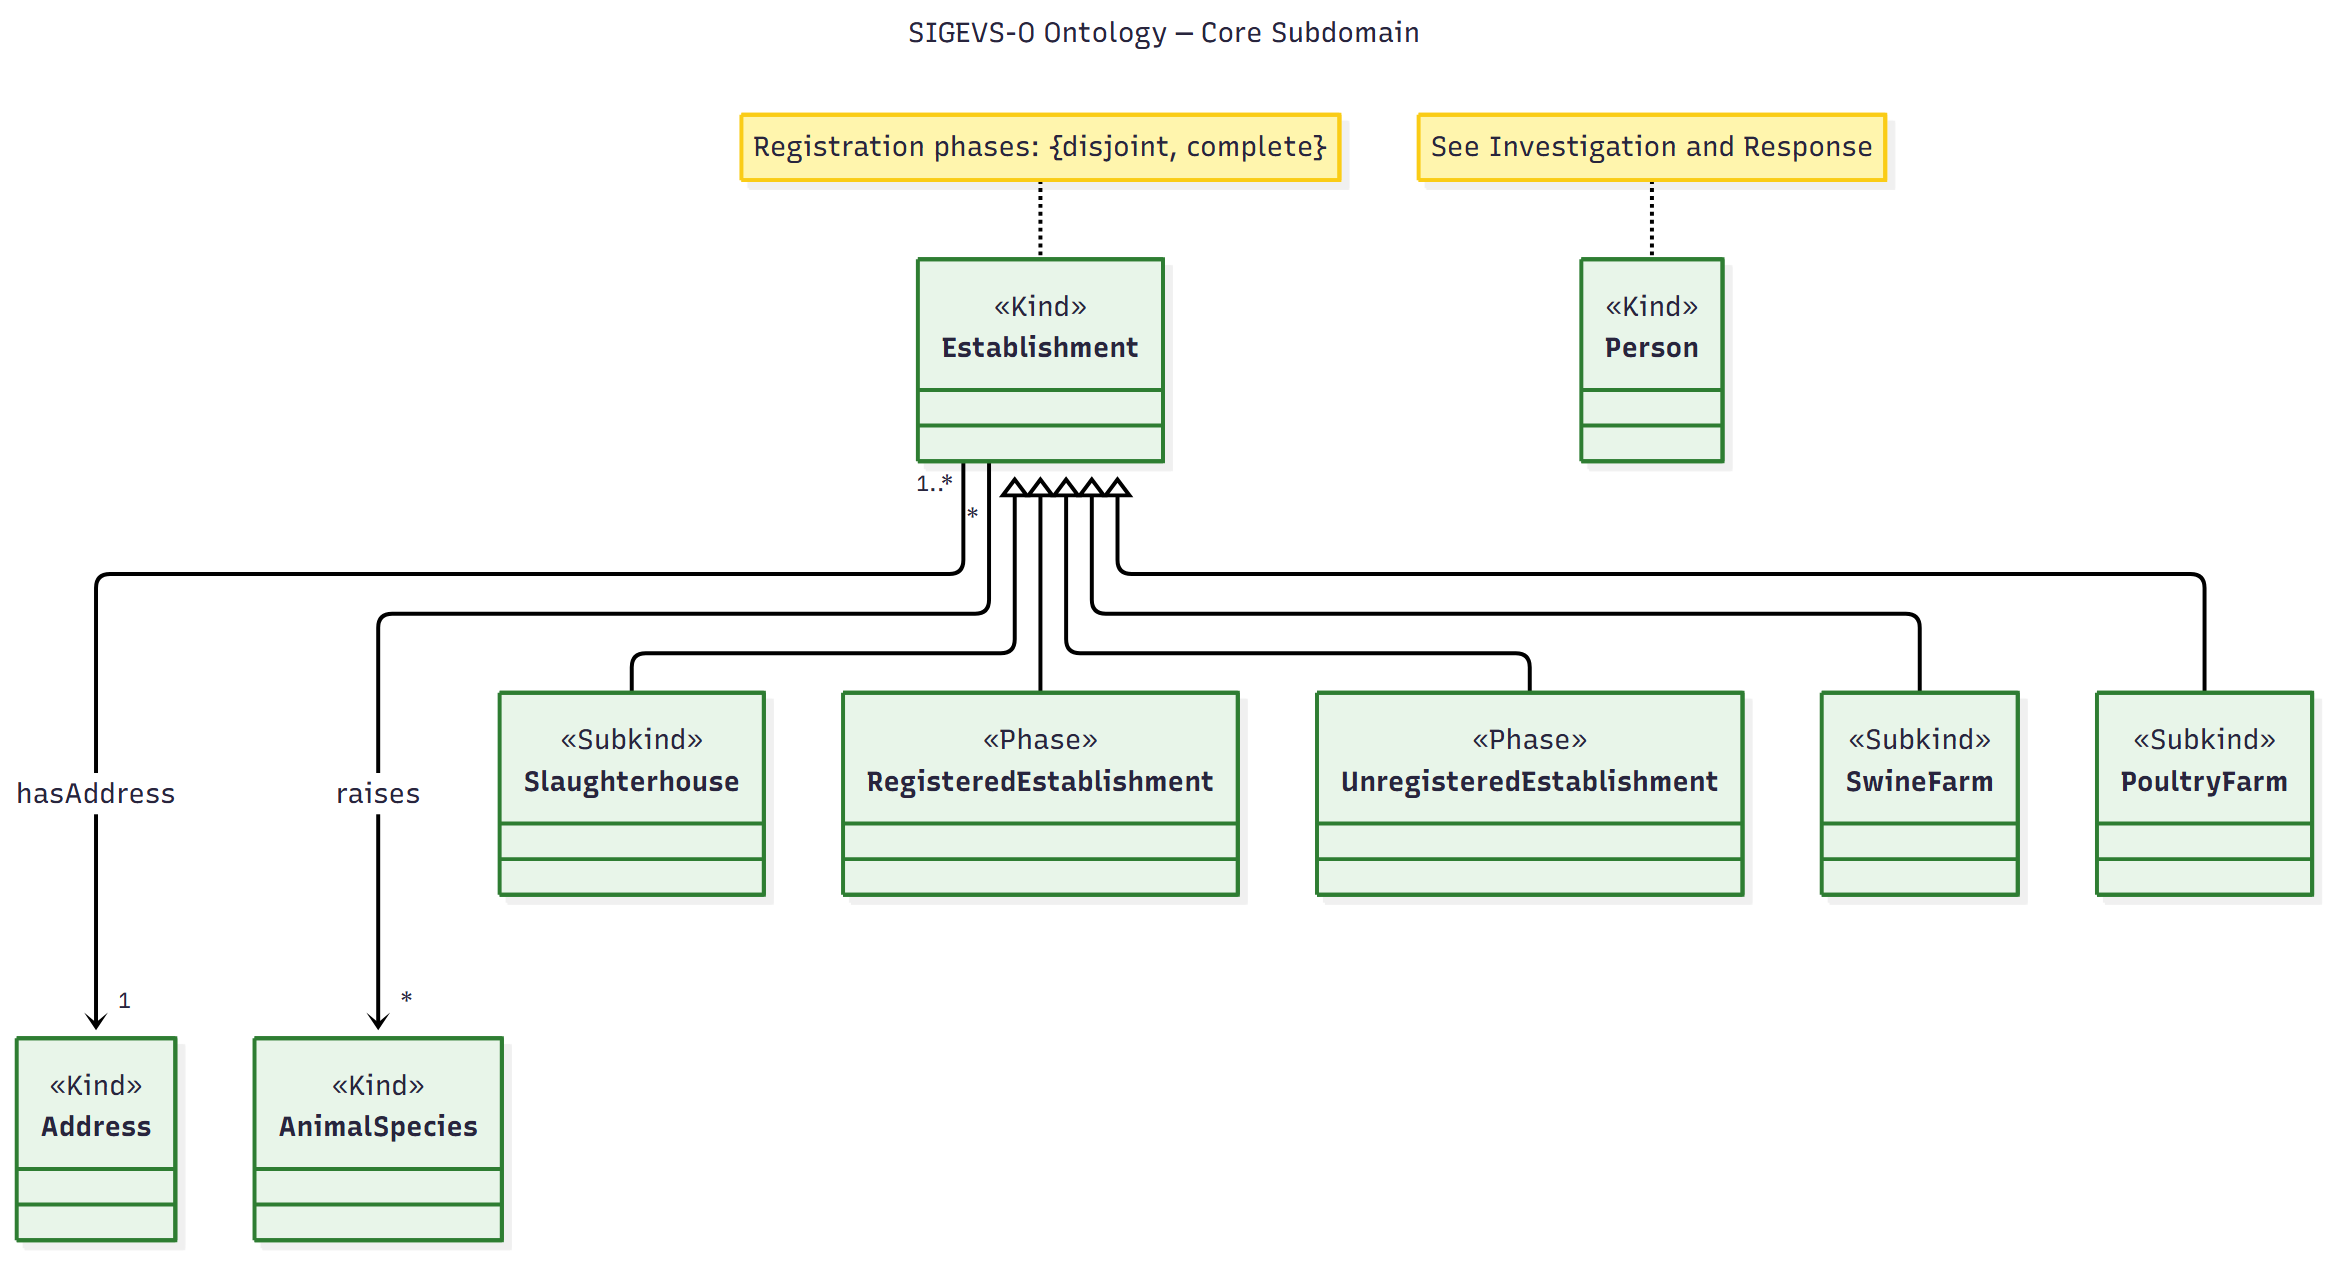 SIGEVS-O Ontology – Core Subdomain
Registration phases: {disjoint, complete}
See Investigation and Response
«Kind»
Establishment
«Kind»
Person
1..*
*
«Subkind»
Slaughterhouse
«Phase»
RegisteredEstablishment
«Phase»
UnregisteredEstablishment
«Subkind»
SwineFarm
«Subkind»
PoultryFarm
hasAddress
raises
1
*
«Kind»
Address
«Kind»
AnimalSpecies